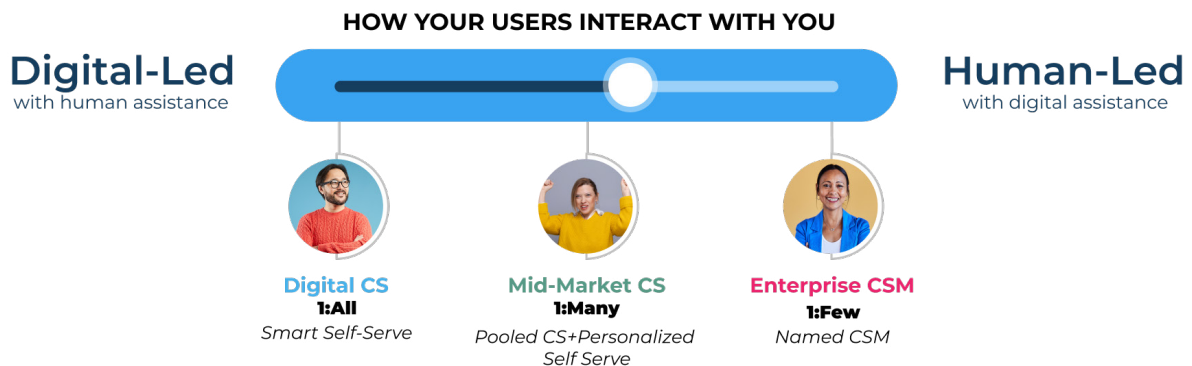 HOW YOUR USERS INTERACT WITH YOU
Digital-Led
with human assistance
Human-Led
with digital assistance
Digital CS
1:All
Smart Self-Serve
Mid-Market CS
1:Many
Pooled CS+Personalized
Self Serve
Enterprise CSM
1:Few
Named CSM